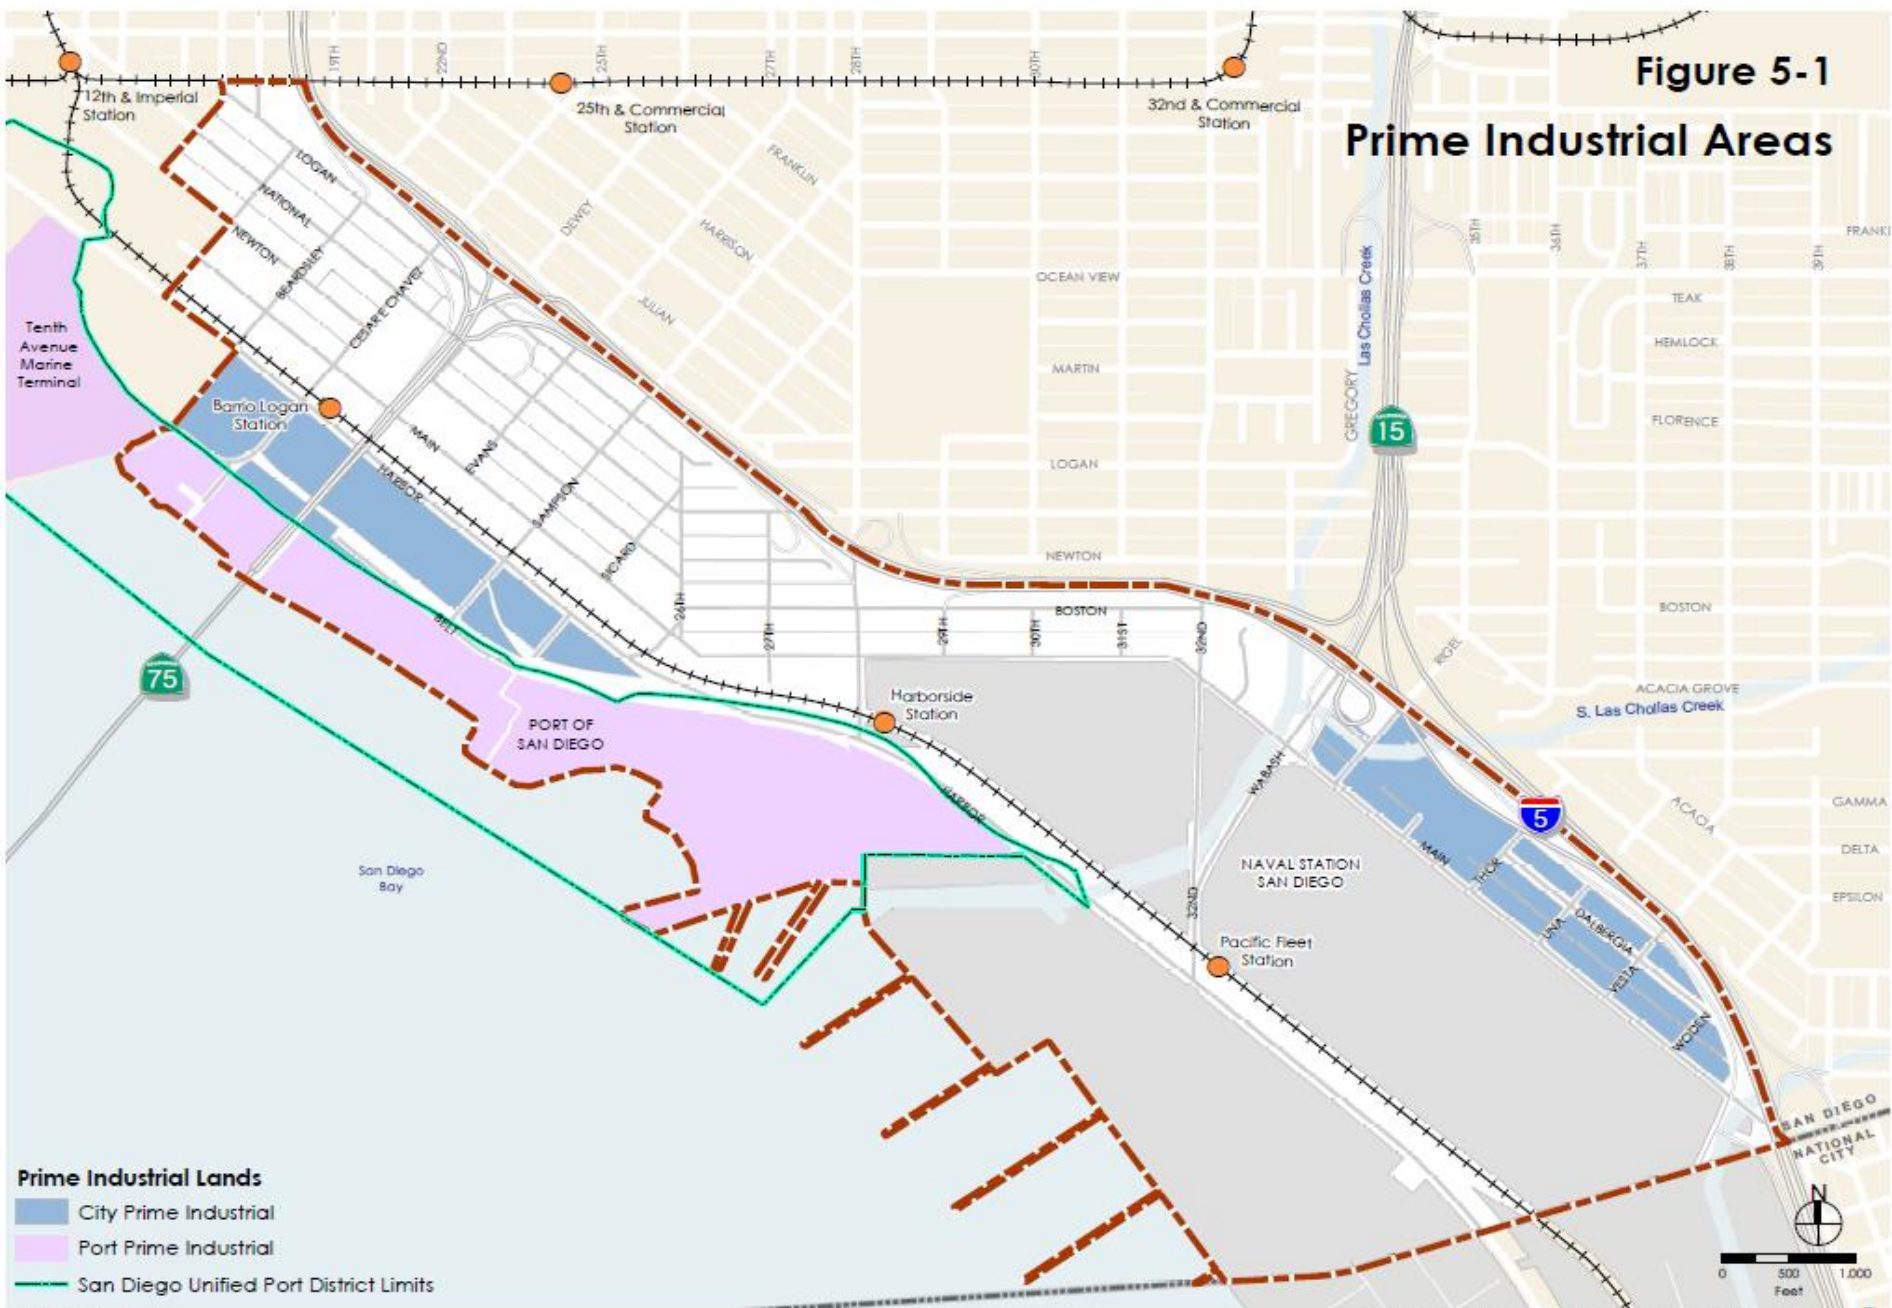 Figure 5-1
Prime Industrial Areas
19TH
22ND
25TH
27TH
28TH
30TH
12th & Imperial
Station
25th & Commercial
Station
32nd & Commercial
Station
LOGAN
NATIONAL
NEWTON
BEARDSLEY
CESAR E CHAVEZ
DEWEY
FRANKLIN
HARRISON
JULIAN
OCEAN VIEW
MARTIN
LOGAN
NEWTON
BOSTON
GREGORY
Las Chollas Creek
15
35TH
36TH
37TH
38TH
39TH
FRANKL
TEAK
HEMLOCK
FLORENCE
BOSTON
RIGEL
ACACIA GROVE
S. Las Chollas Creek
ACACIA
GAMMA
DELTA
EPSILON
Tenth
Avenue
Marine
Terminal
Barrio Logan
Station
MAIN
EVANS
HARBOR
SAMPSON
SICARD
26TH
27TH
29TH
30TH
31ST
32ND
BELT
75
PORT OF
SAN DIEGO
Harborside
Station
HARBOR
WABASH
5
MAIN
THOR
UNA
DALBERGIA
VESTA
WODEN
NAVAL STATION
SAN DIEGO
32ND
Pacific Fleet
Station
San Diego
Bay
SAN DIEGO
NATIONAL
CITY
Prime Industrial Lands
City Prime Industrial
Port Prime Industrial
San Diego Unified Port District Limits
N
0 500 1,000
Feet